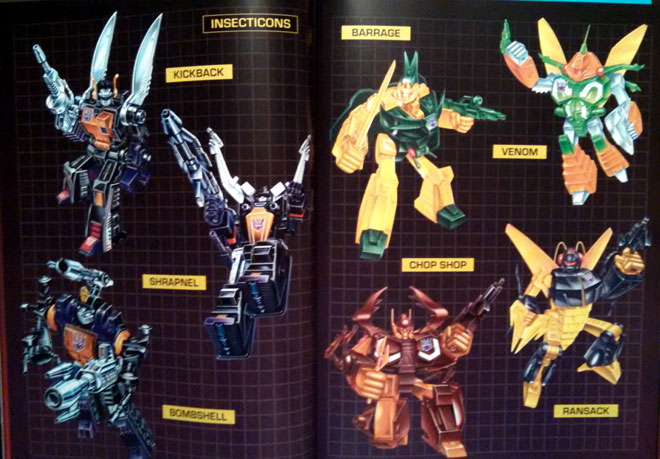 INSECTICONS
KICKBACK
SHRAPNEL
BOMBSHELL
BARRAGE
VENOM
CHOP SHOP
RANSACK